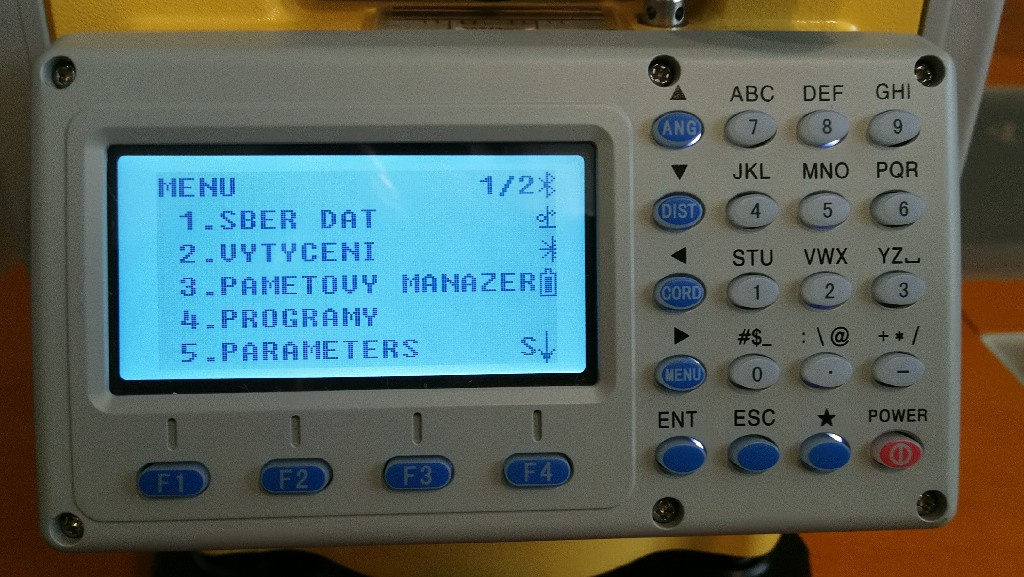 MENU 1/2
1.SBER DAT
2.VYTYCENI
3.PAMETOVY MANAZER
4.PROGRAMY
5.PARAMETERS S↓
F1 F2 F3 F4
▲ ABC DEF GHI
ANG 7 8 9
▼ JKL MNO PQR
DIST 4 5 6
◀ STU VWX YZ⎵
CORD 1 2 3
▶ #$_ :\@ +*/
MENU 0 . −
ENT ESC ★ POWER